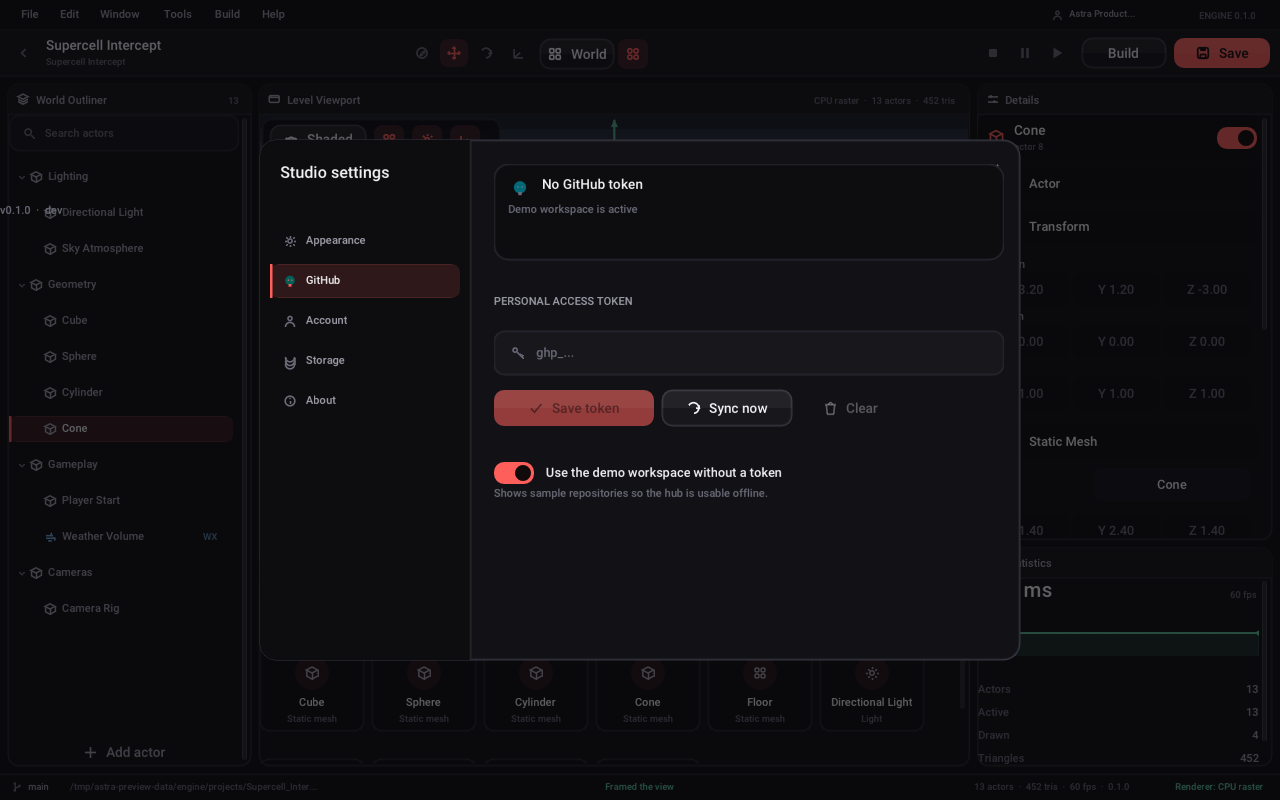 File Edit Window Tools Build Help
Astra Product...
ENGINE 0.1.0
Supercell Intercept
Supercell Intercept
World
Build
Save
World Outliner 13
Search actors
Lighting
Directional Light
v0.1.0 · dev
Sky Atmosphere
Geometry
Cube
Sphere
Cylinder
Cone
Gameplay
Player Start
Weather Volume WX
Cameras
Camera Rig
Add actor
Level Viewport
CPU raster · 13 actors · 452 tris
Shaded
Studio settings
Appearance
GitHub
Account
Storage
About
No GitHub token
Demo workspace is active
PERSONAL ACCESS TOKEN
ghp_...
Save token
Sync now
Clear
Use the demo workspace without a token
Shows sample repositories so the hub is usable offline.
Cube
Static mesh
Sphere
Static mesh
Cylinder
Static mesh
Cone
Static mesh
Floor
Static mesh
Directional Light
Light
Details
Cone
actor 8
Actor
Transform
Y 1.20 Z -3.00
Y 0.00 Z 0.00
Y 1.00 Z 1.00
Static Mesh
Cone
1.40 Y 2.40 Z 1.40
ms
60 fps
Actors 13
Active 13
Drawn 4
Triangles 452
main
/tmp/astra-preview-data/engine/projects/Supercell_Inter...
Framed the view
13 actors · 452 tris · 60 fps · 0.1.0
Renderer: CPU raster